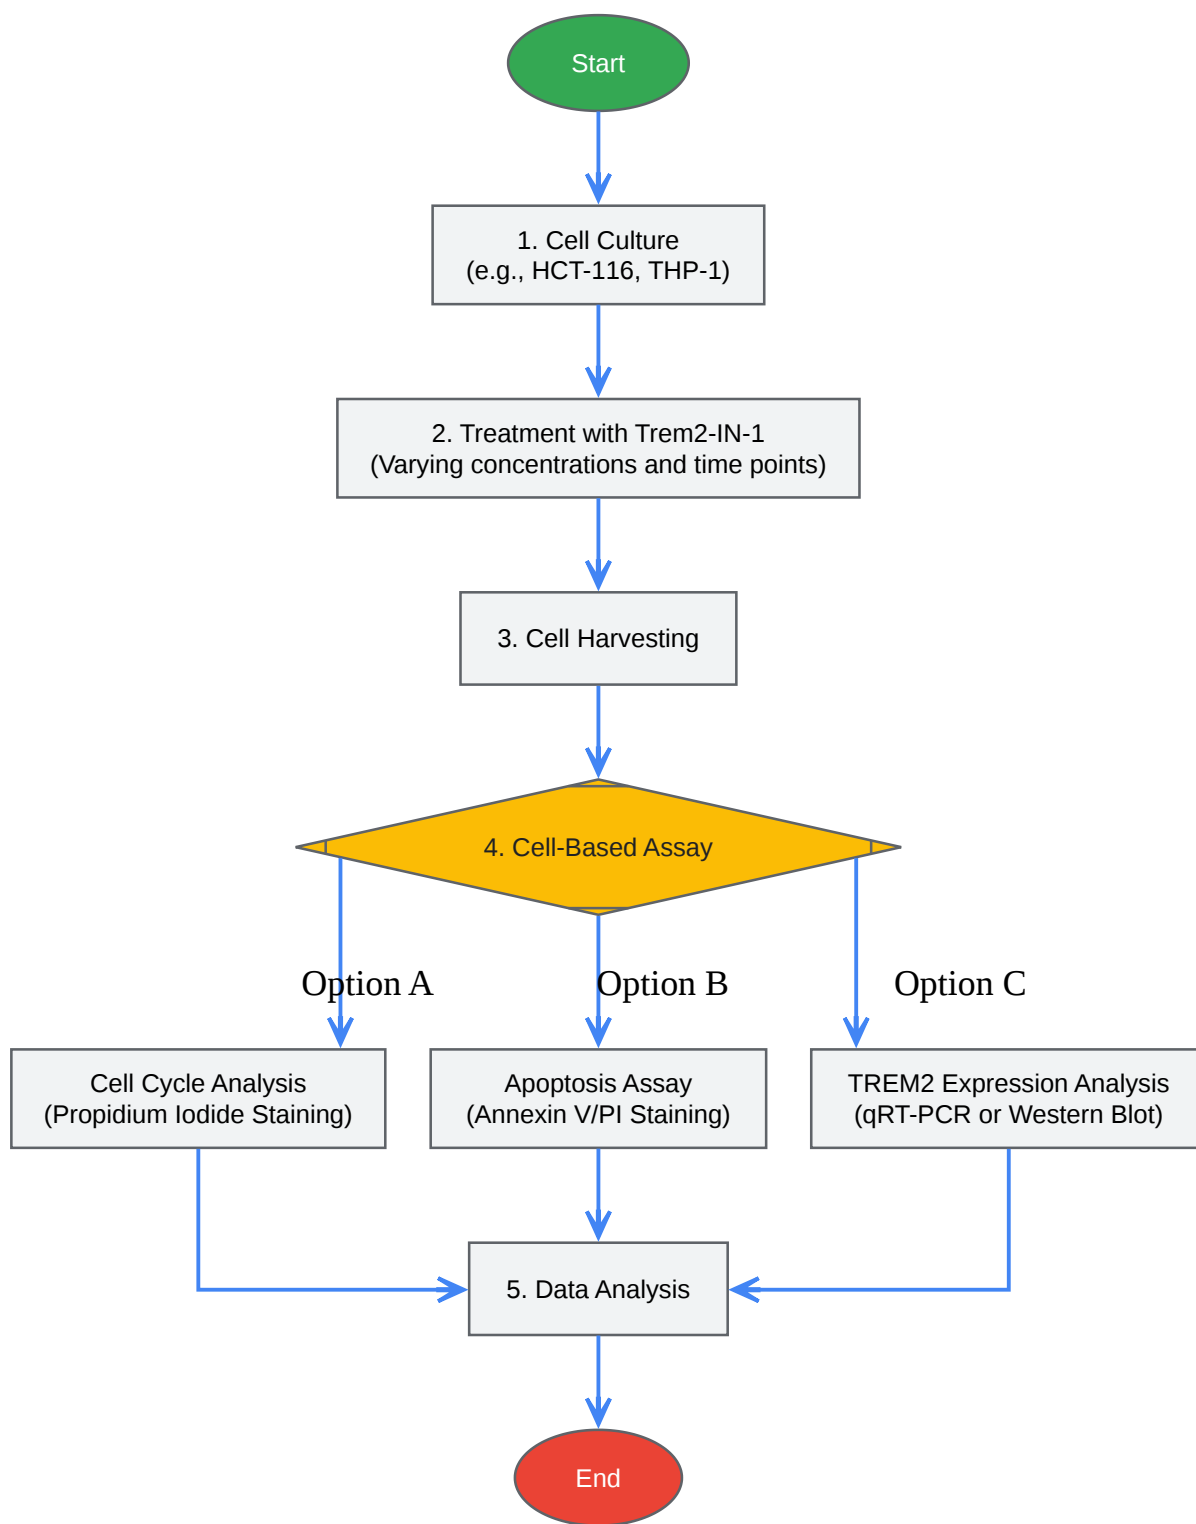 Start
1. Cell Culture
(e.g., HCT-116, THP-1)
2. Treatment with Trem2-IN-1
(Varying concentrations and time points)
3. Cell Harvesting
4. Cell-Based Assay
Option A
Option B
Option C
Cell Cycle Analysis
(Propidium Iodide Staining)
Apoptosis Assay
(Annexin V/PI Staining)
TREM2 Expression Analysis
(qRT-PCR or Western Blot)
5. Data Analysis
End